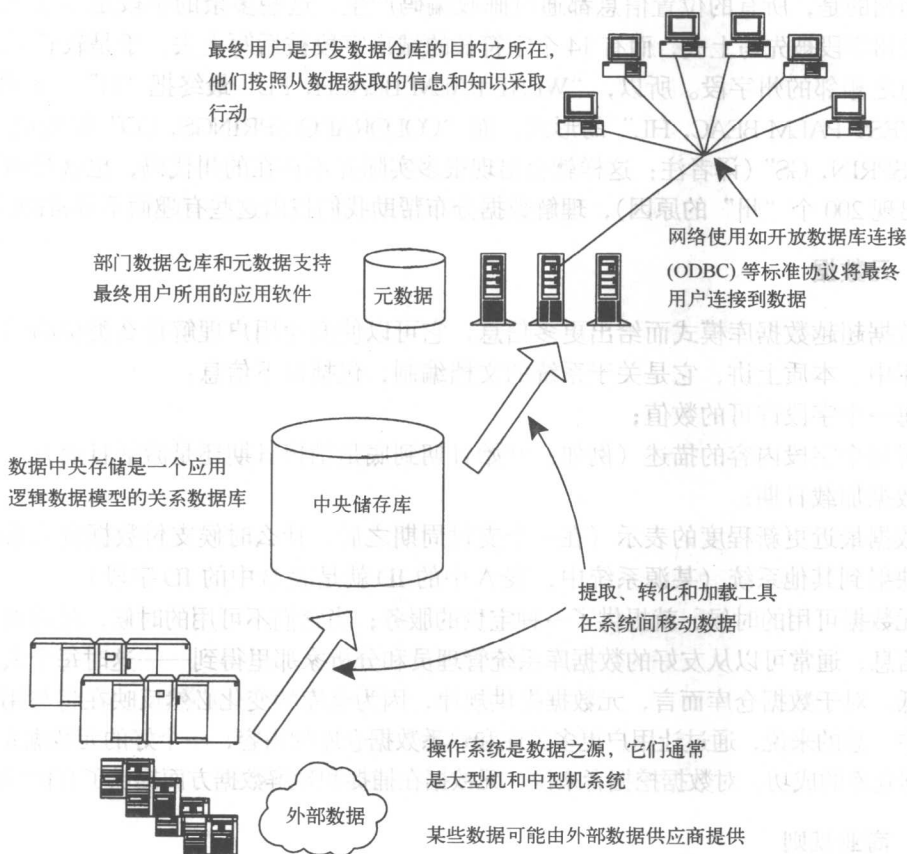 最终用户是开发数据仓库的目的之所在，
他们按照从数据获取的信息和知识采取
行动
网络使用如开放数据库连接
(ODBC) 等标准协议将最终
用户连接到数据
部门数据仓库和元数据支持
最终用户所用的应用软件
元数据
数据中央存储是一个应用
逻辑数据模型的关系数据库
中央储存库
提取、转化和加载工具
在系统间移动数据
操作系统是数据之源，它们通常
是大型机和中型机系统
外部数据
某些数据可能由外部数据供应商提供